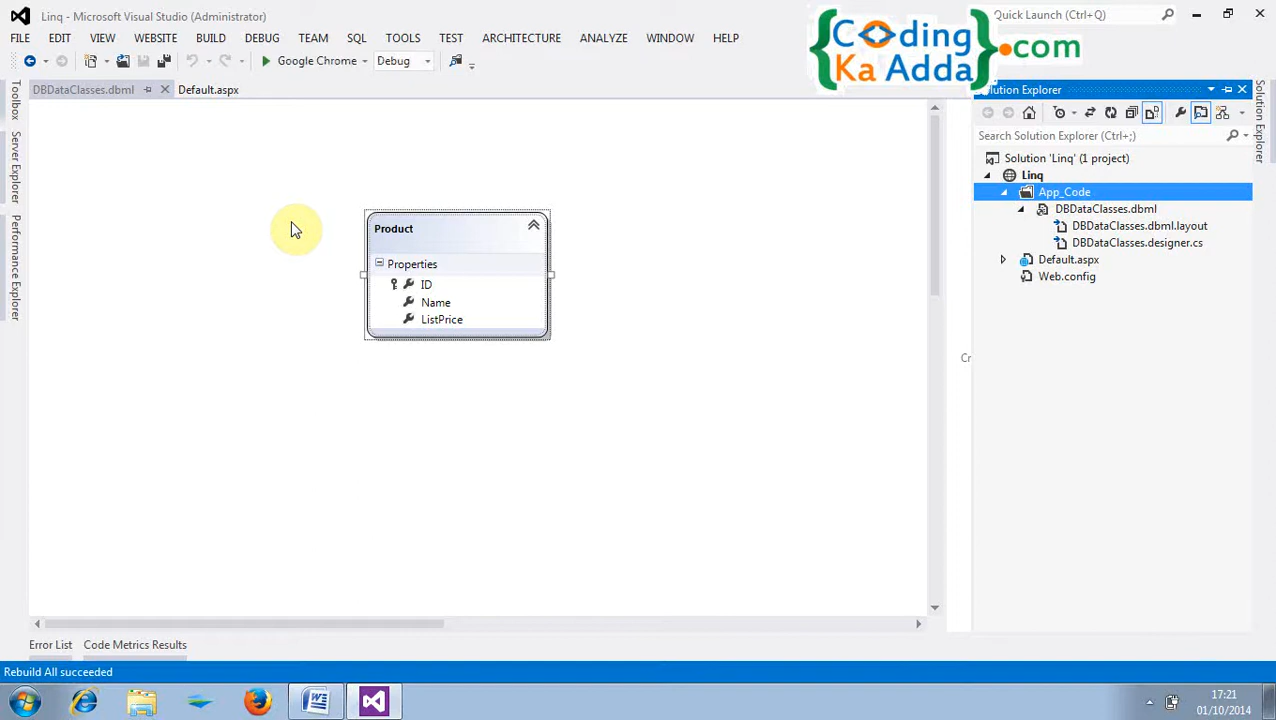 Linq - Microsoft Visual Studio (Administrator)
Quick Launch (Ctrl+Q)
FILE EDIT VIEW BUILD DEBUG TEAM SQL TOOLS TEST ARCHITECTURE ANALYZE WINDOW HELP
{Coding
Ka Adda}.com
Google Chrome Debug
DBDataClasses.dbml Default.aspx
Solution Explorer
Toolbox
Server Explorer
Performance Explorer
Search Solution Explorer (Ctrl+;)
Solution 'Linq' (1 project)
Linq
App_Code
DBDataClasses.dbml
DBDataClasses.dbml.layout
DBDataClasses.designer.cs
Default.aspx
Web.config
Solution Explorer
Product
Properties
ID
Name
ListPrice
Cr
Error List Code Metrics Results
Rebuild All succeeded
17:21
01/10/2014